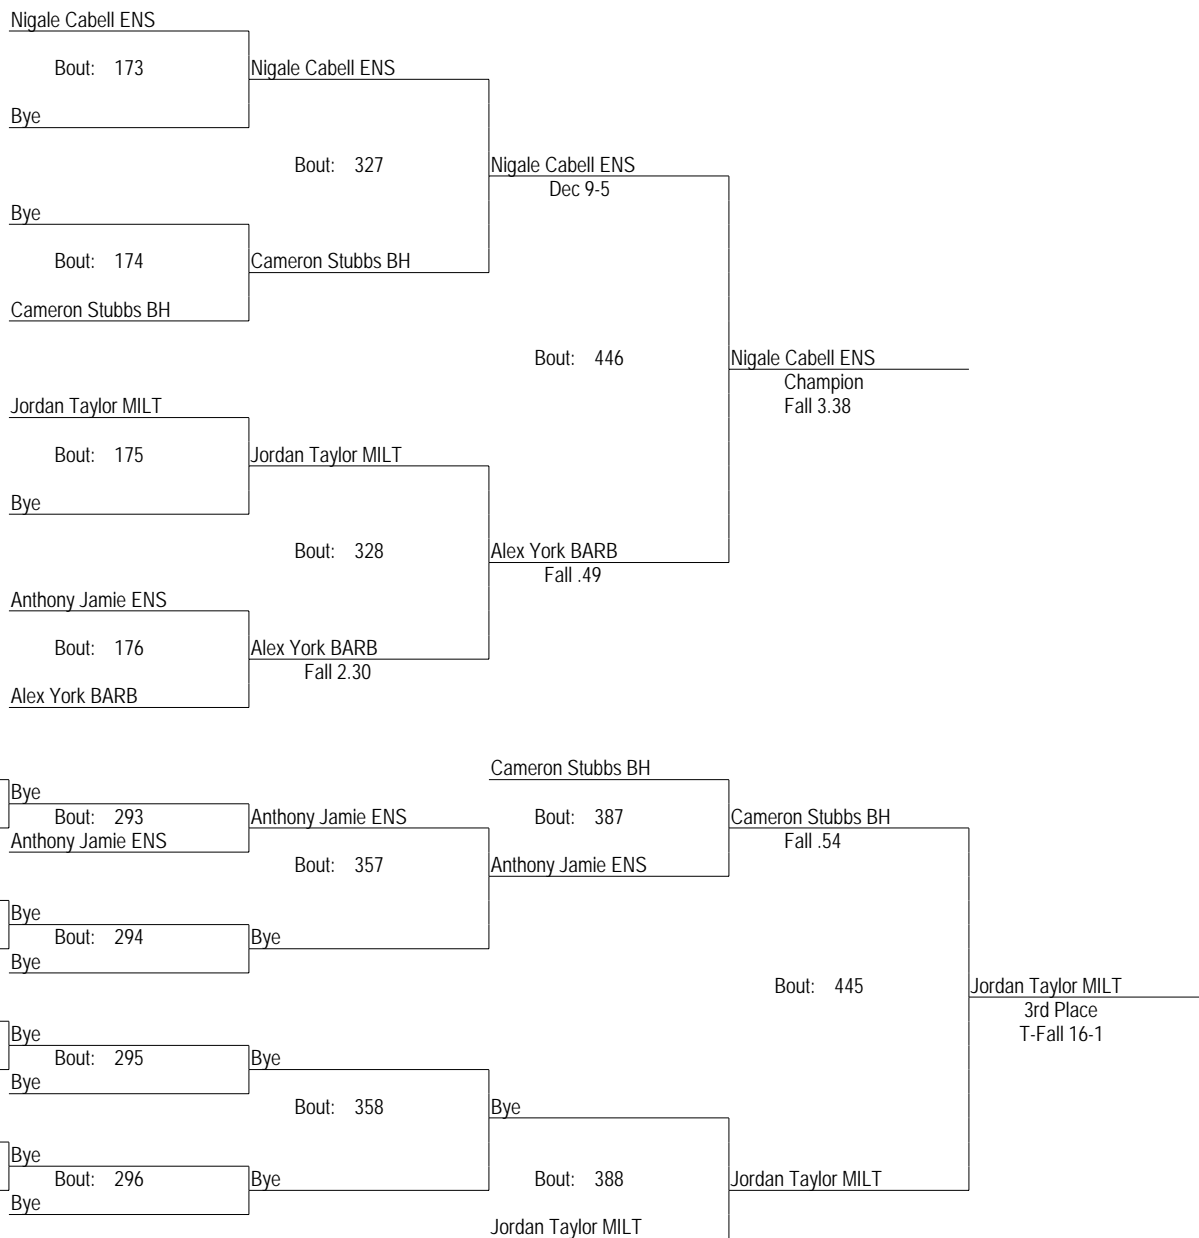 Nigale Cabell ENS
Bout: 173
Nigale Cabell ENS
Bye
Bout: 327
Nigale Cabell ENS
Dec 9-5
Bye
Bout: 174
Cameron Stubbs BH
Cameron Stubbs BH
Bout: 446
Nigale Cabell ENS
Champion
Fall 3.38
Jordan Taylor MILT
Bout: 175
Jordan Taylor MILT
Bye
Bout: 328
Alex York BARB
Fall .49
Anthony Jamie ENS
Bout: 176
Alex York BARB
Fall 2.30
Alex York BARB
Cameron Stubbs BH
Bye
Bout: 293
Anthony Jamie ENS
Bout: 387
Cameron Stubbs BH
Fall .54
Anthony Jamie ENS
Bout: 357
Anthony Jamie ENS
Bye
Bout: 294
Bye
Bye
Bout: 445
Jordan Taylor MILT
3rd Place
T-Fall 16-1
Bye
Bout: 295
Bye
Bye
Bout: 358
Bye
Bye
Bout: 296
Bye
Bout: 388
Jordan Taylor MILT
Bye
Jordan Taylor MILT